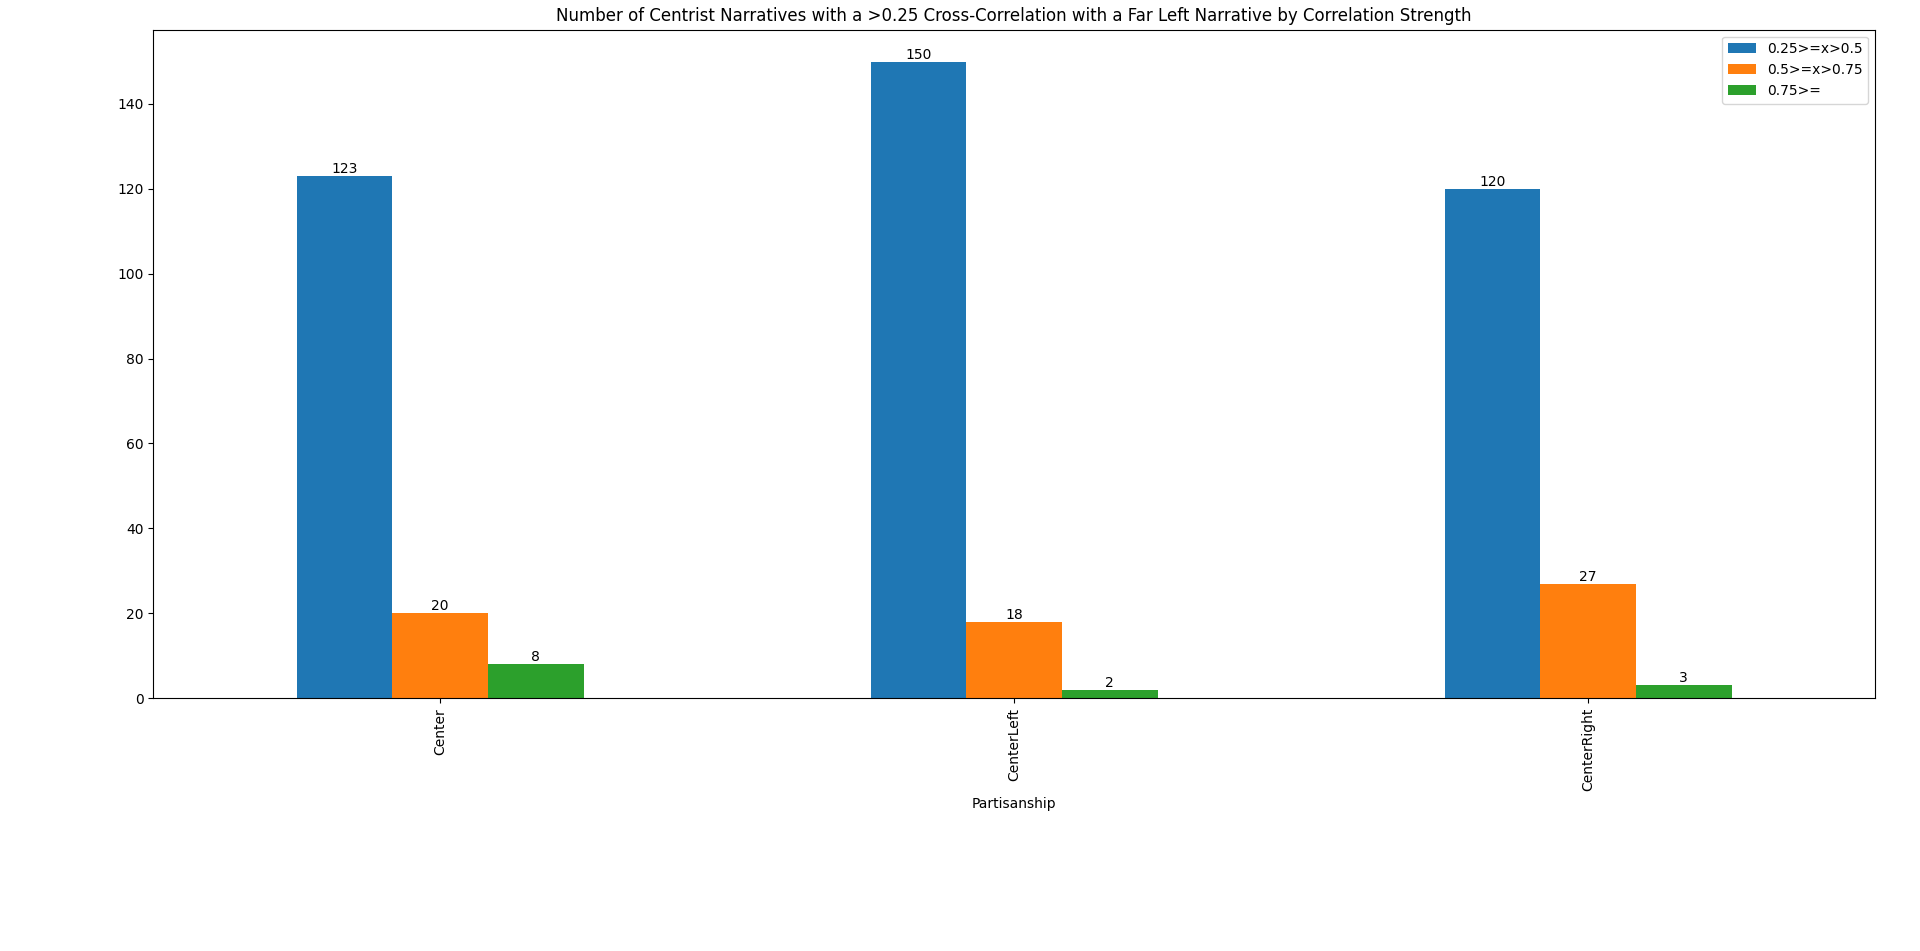 Number of Centrist Narratives with a >0.25 Cross-Correlation with a Far Left Narrative by Correlation Strength
0.25>=x>0.5
0.5>=x>0.75
0.75>=
140
120
100
80
60
40
20
0
123
20
8
150
18
2
120
27
3
Center
CenterLeft
CenterRight
Partisanship